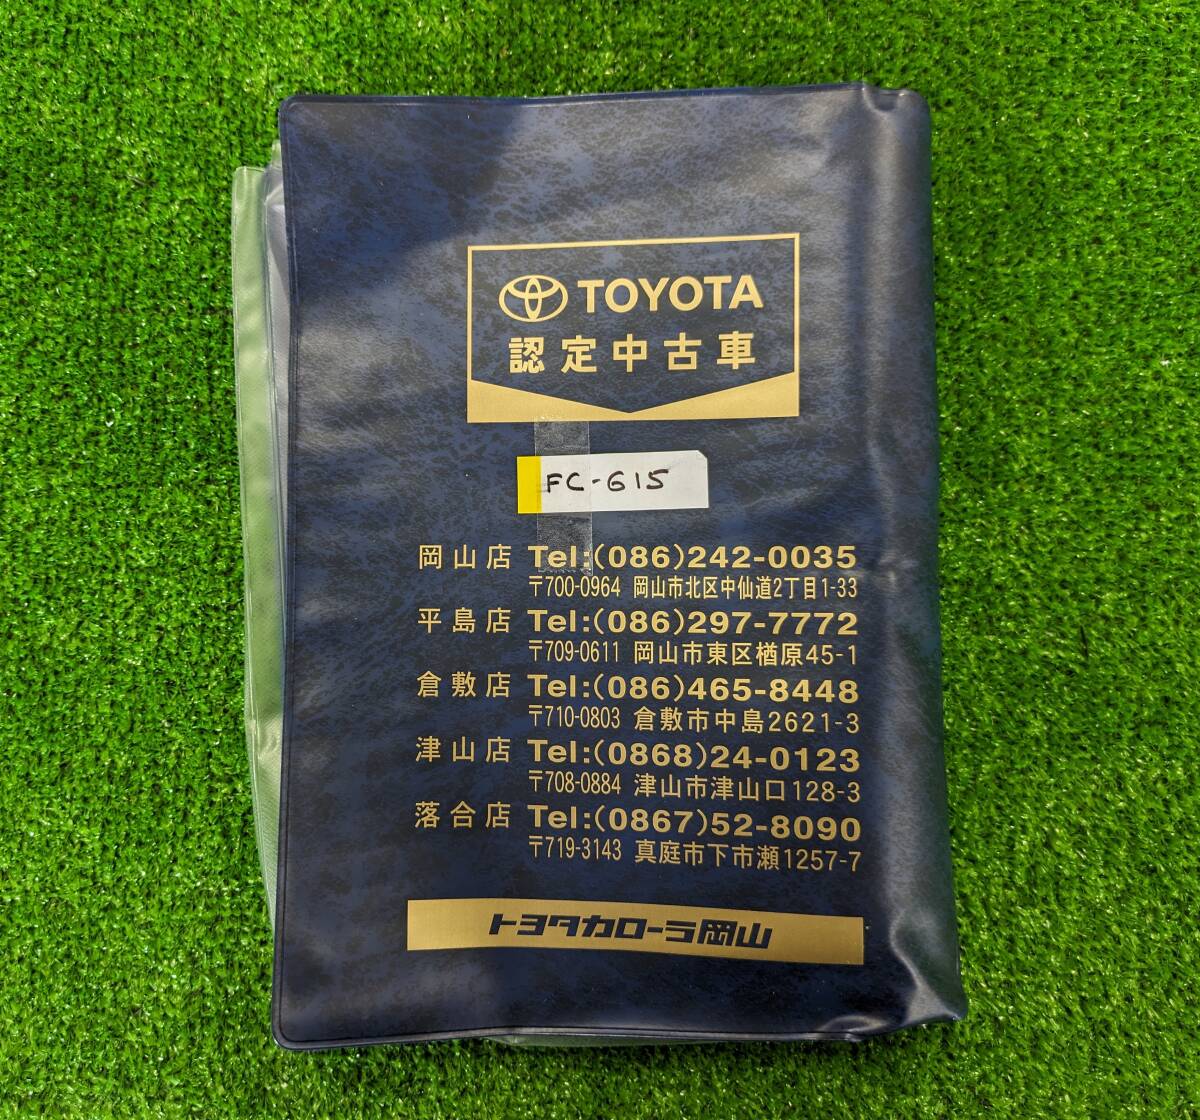 TOYOTA
認定中古車
FC-615
岡山店 Tel:(086)242-0035
〒700-0964 岡山市北区中仙道2丁目1-33
平島店 Tel:(086)297-7772
〒709-0611 岡山市東区楢原45-1
倉敷店 Tel:(086)465-8448
〒710-0803 倉敷市中島2621-3
津山店 Tel:(0868)24-0123
〒708-0884 津山市津山口128-3
落合店 Tel:(0867)52-8090
〒719-3143 真庭市下市瀬1257-7
トヨタカローラ岡山